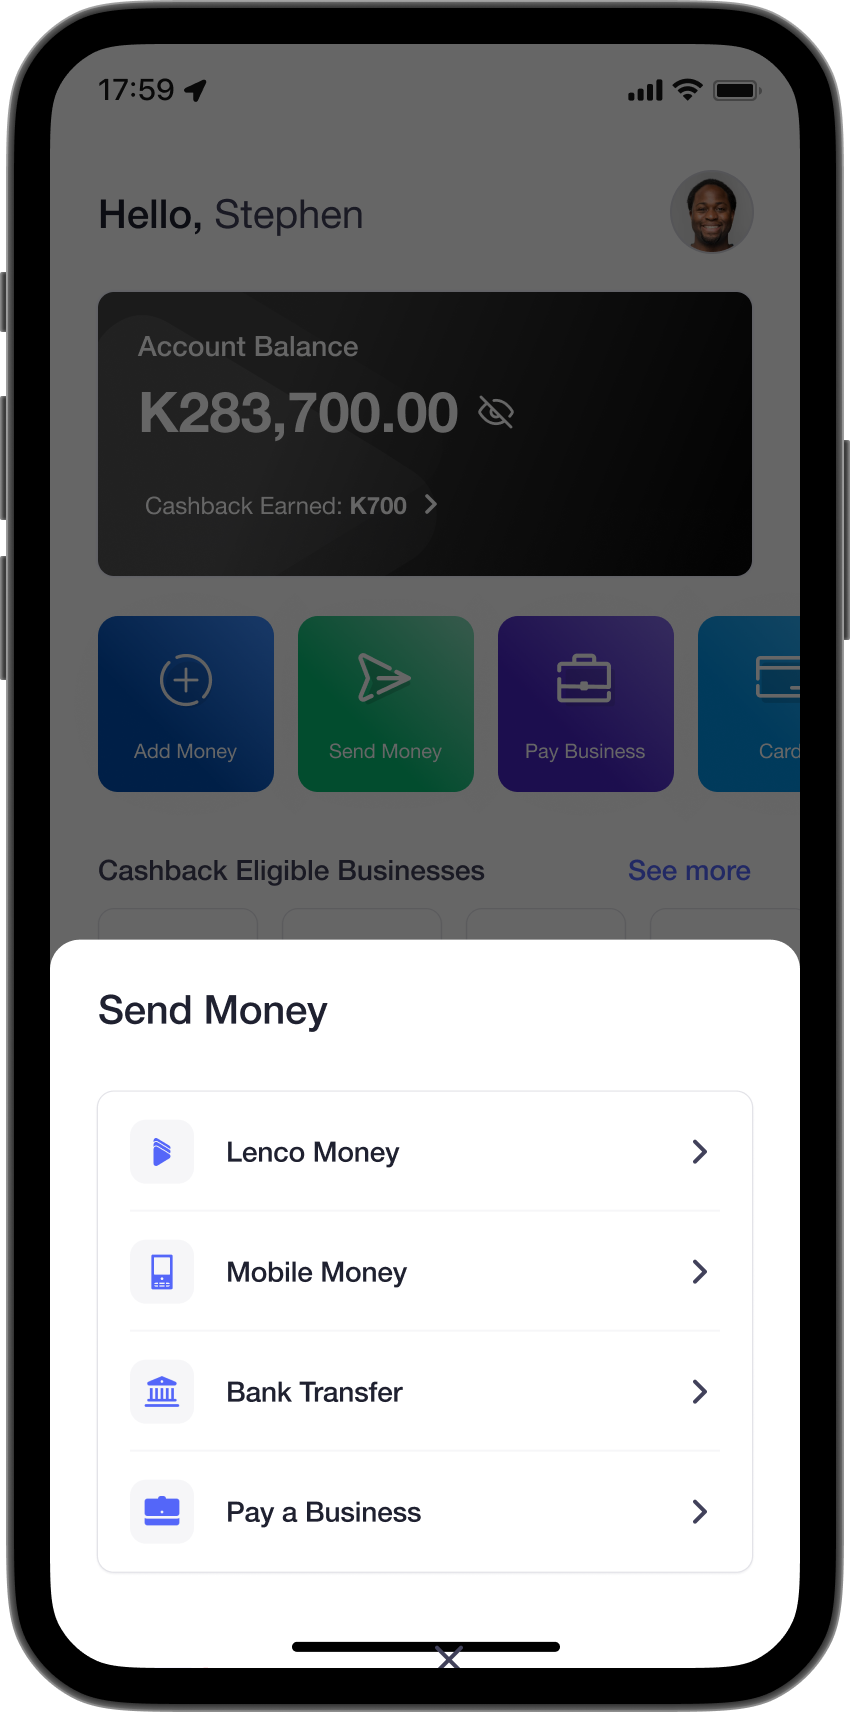 17:59
Hello, Stephen
Account Balance
K283,700.00
Cashback Earned: K700
Add Money
Send Money
Pay Business
Card
Cashback Eligible Businesses
See more
Send Money
Lenco Money
Mobile Money
Bank Transfer
Pay a Business